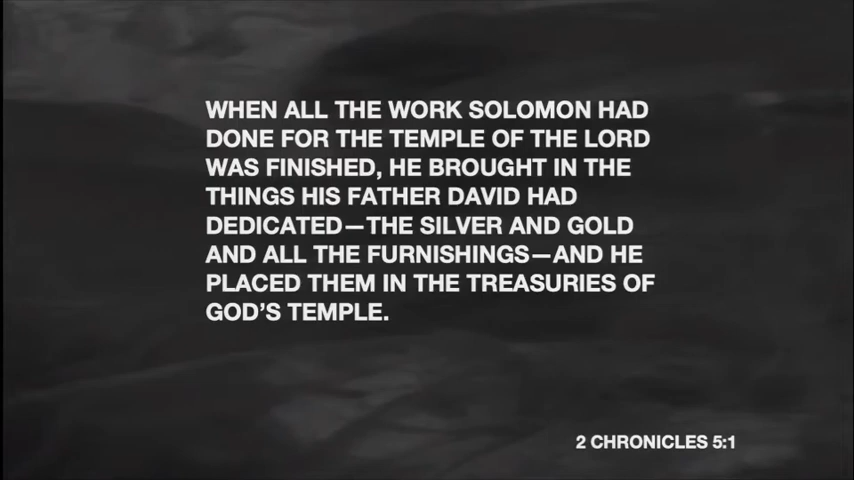 WHEN ALL THE WORK SOLOMON HAD
DONE FOR THE TEMPLE OF THE LORD
WAS FINISHED, HE BROUGHT IN THE
THINGS HIS FATHER DAVID HAD
DEDICATED—THE SILVER AND GOLD
AND ALL THE FURNISHINGS—AND HE
PLACED THEM IN THE TREASURIES OF
GOD’S TEMPLE.
2 CHRONICLES 5:1